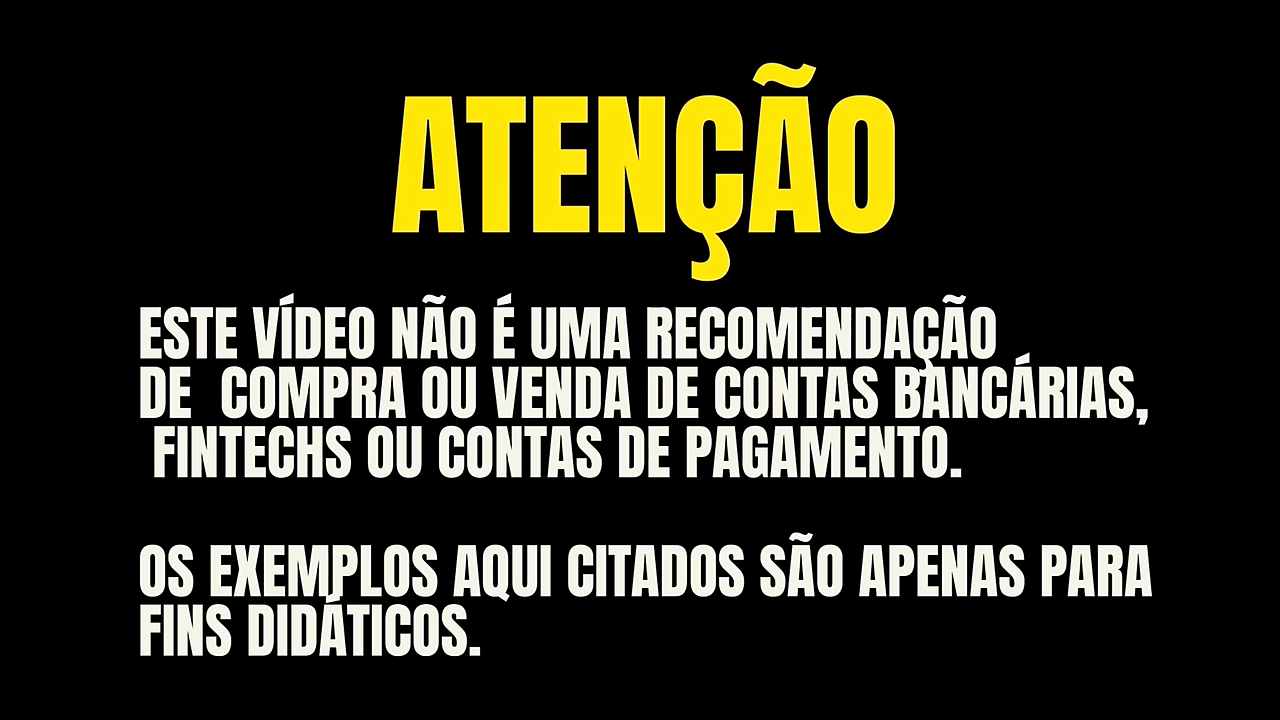 ATENÇÃO
ESTE VÍDEO NÃO É UMA RECOMENDAÇÃO
DE COMPRA OU VENDA DE CONTAS BANCÁRIAS,
FINTECHS OU CONTAS DE PAGAMENTO.
OS EXEMPLOS AQUI CITADOS SÃO APENAS PARA
FINS DIDÁTICOS.